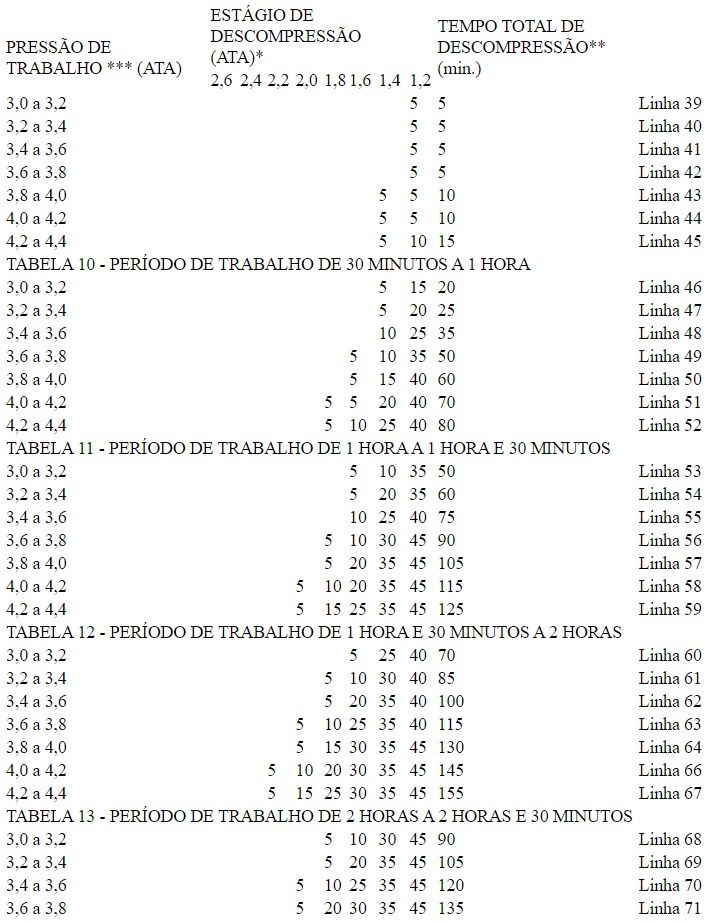 PRESSÃO DE TRABALHO *** (ATA) ESTÁGIO DE DESCOMPRESSÃO (ATA)* TEMPO TOTAL DE DESCOMPRESSÃO** (min.)
2,6 2,4 2,2 2,0 1,8 1,6 1,4 1,2
3,0 a 3,2 5 5 Linha 39
3,2 a 3,4 5 5 Linha 40
3,4 a 3,6 5 5 Linha 41
3,6 a 3,8 5 5 Linha 42
3,8 a 4,0 5 5 10 Linha 43
4,0 a 4,2 5 5 10 Linha 44
4,2 a 4,4 5 10 15 Linha 45
TABELA 10 - PERÍODO DE TRABALHO DE 30 MINUTOS A 1 HORA
3,0 a 3,2 5 15 20 Linha 46
3,2 a 3,4 5 20 25 Linha 47
3,4 a 3,6 10 25 35 Linha 48
3,6 a 3,8 5 10 35 50 Linha 49
3,8 a 4,0 5 15 40 60 Linha 50
4,0 a 4,2 5 5 20 40 70 Linha 51
4,2 a 4,4 5 10 25 40 80 Linha 52
TABELA 11 - PERÍODO DE TRABALHO DE 1 HORA A 1 HORA E 30 MINUTOS
3,0 a 3,2 5 10 35 50 Linha 53
3,2 a 3,4 5 20 35 60 Linha 54
3,4 a 3,6 10 25 40 75 Linha 55
3,6 a 3,8 5 10 30 45 90 Linha 56
3,8 a 4,0 5 20 35 45 105 Linha 57
4,0 a 4,2 5 10 20 35 45 115 Linha 58
4,2 a 4,4 5 15 25 35 45 125 Linha 59
TABELA 12 - PERÍODO DE TRABALHO DE 1 HORA E 30 MINUTOS A 2 HORAS
3,0 a 3,2 5 25 40 70 Linha 60
3,2 a 3,4 5 10 30 40 85 Linha 61
3,4 a 3,6 5 20 35 40 100 Linha 62
3,6 a 3,8 5 10 25 35 40 115 Linha 63
3,8 a 4,0 5 15 30 35 45 130 Linha 64
4,0 a 4,2 5 10 20 30 35 45 145 Linha 66
4,2 a 4,4 5 15 25 30 35 45 155 Linha 67
TABELA 13 - PERÍODO DE TRABALHO DE 2 HORAS A 2 HORAS E 30 MINUTOS
3,0 a 3,2 5 10 30 45 90 Linha 68
3,2 a 3,4 5 20 35 45 105 Linha 69
3,4 a 3,6 5 10 25 35 45 120 Linha 70
3,6 a 3,8 5 20 30 35 45 135 Linha 71